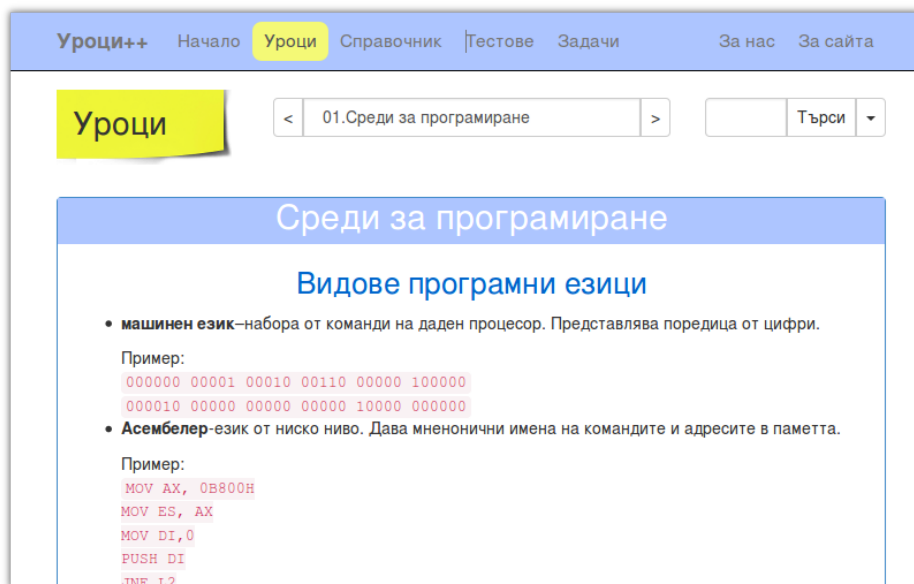 Уроци++ Начало Уроци Справочник Тестове Задачи За нас За сайта
Уроци < 01.Среди за програмиране > Търси
Среди за програмиране
Видове програмни езици
• машинен език–набора от команди на даден процесор. Представлява поредица от цифри.
Пример:
000000 00001 00010 00110 00000 100000
000010 00000 00000 00000 10000 000000
• Асембелер-език от ниско ниво. Дава мненонични имена на командите и адресите в паметта.
Пример:
MOV AX, 0B800H
MOV ES, AX
MOV DI,0
PUSH DI
JNE L2